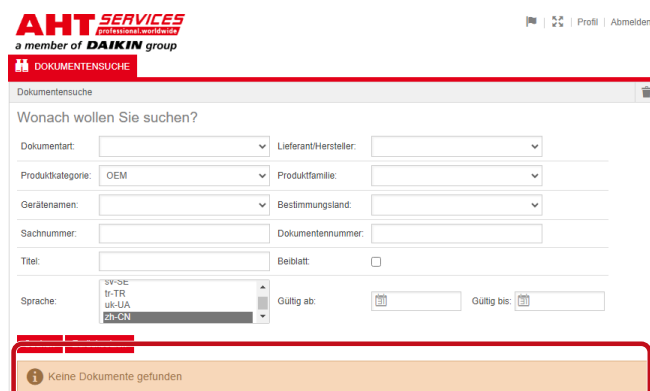 AHT SERVICES
professional.worldwide
a member of DAIKIN group
Profil Abmelden
DOKUMENTENSUCHE
Dokumentensuche
Wonach wollen Sie suchen?
Dokumentart: Lieferant/Hersteller:
Produktkategorie: OEM Produktfamilie:
Gerätenamen: Bestimmungsland:
Sachnummer: Dokumentennummer:
Titel: Beiblatt:
sv-SE
tr-TR
Sprache: Gültig ab: Gültig bis:
uk-UA
zh-CN
Keine Dokumente gefunden